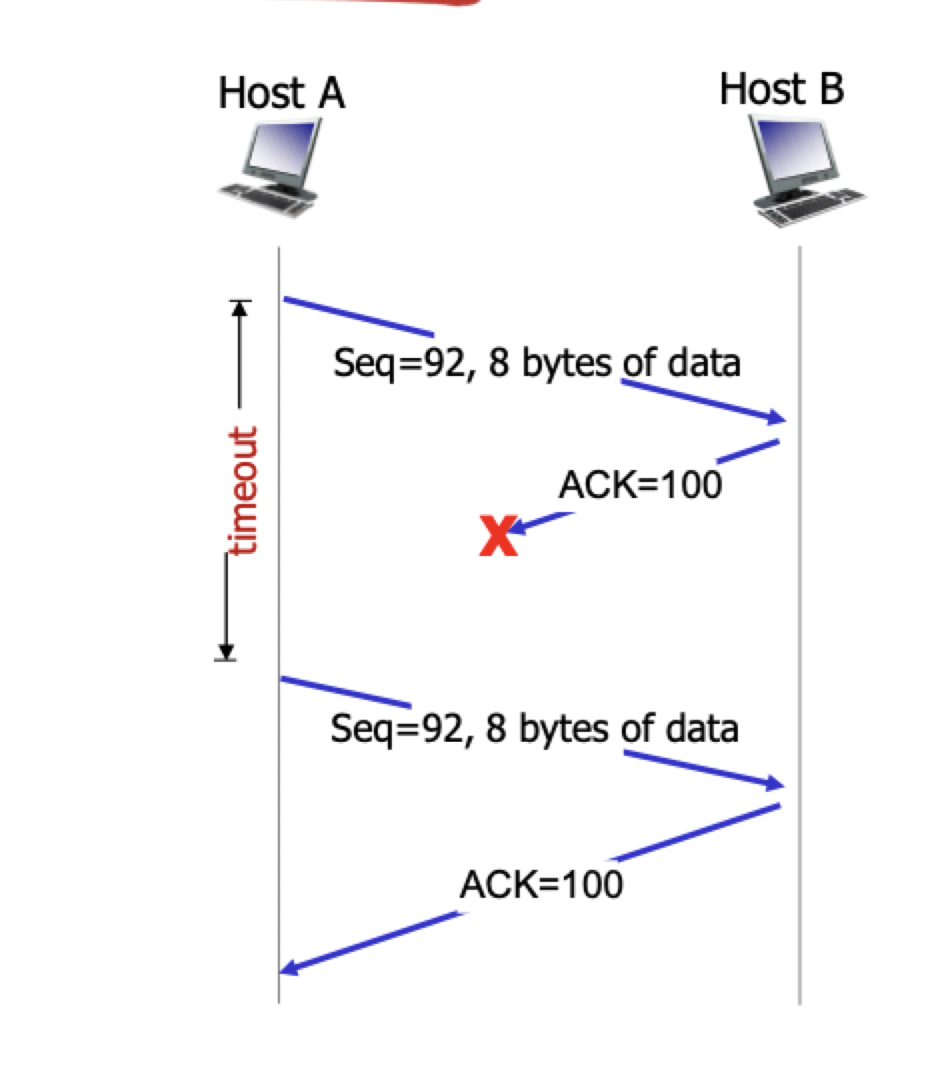 Host A
Host B
Seq=92, 8 bytes of data
ACK=100
timeout
X
Seq=92, 8 bytes of data
ACK=100